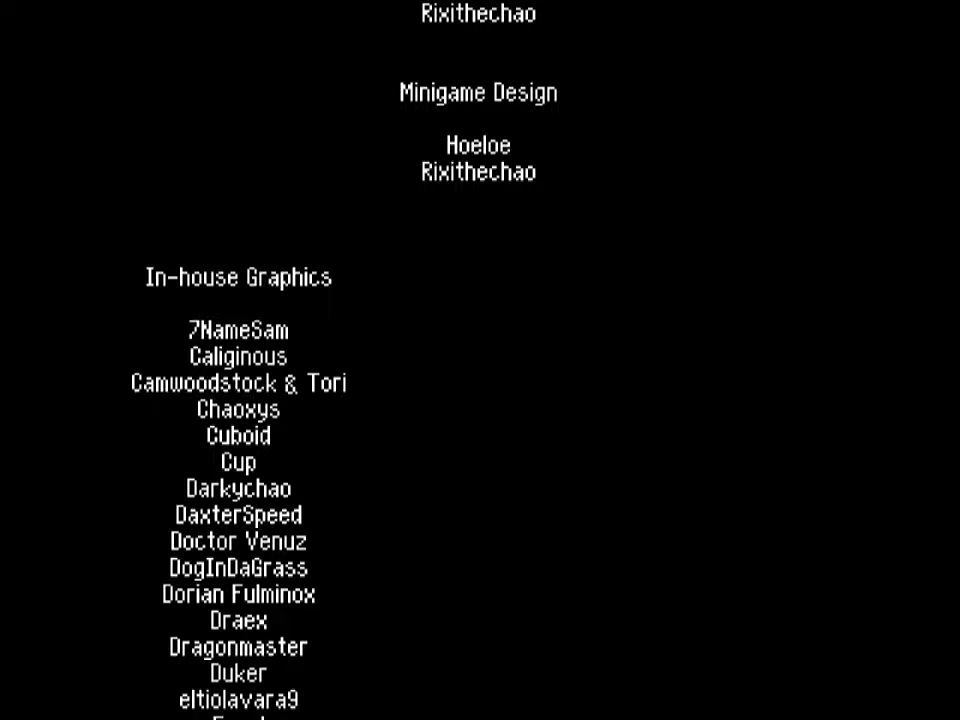 Rixithechao
Minigame Design
Hoeloe
Rixithechao
In-house Graphics
7NameSam
Caliginous
Camwoodstock & Tori
Chaoxys
Cuboid
Cup
Darkychao
DaxterSpeed
Doctor Venuz
DogInDaGrass
Dorian Fulminox
Draex
Dragonmaster
Duker
eltiolavara9